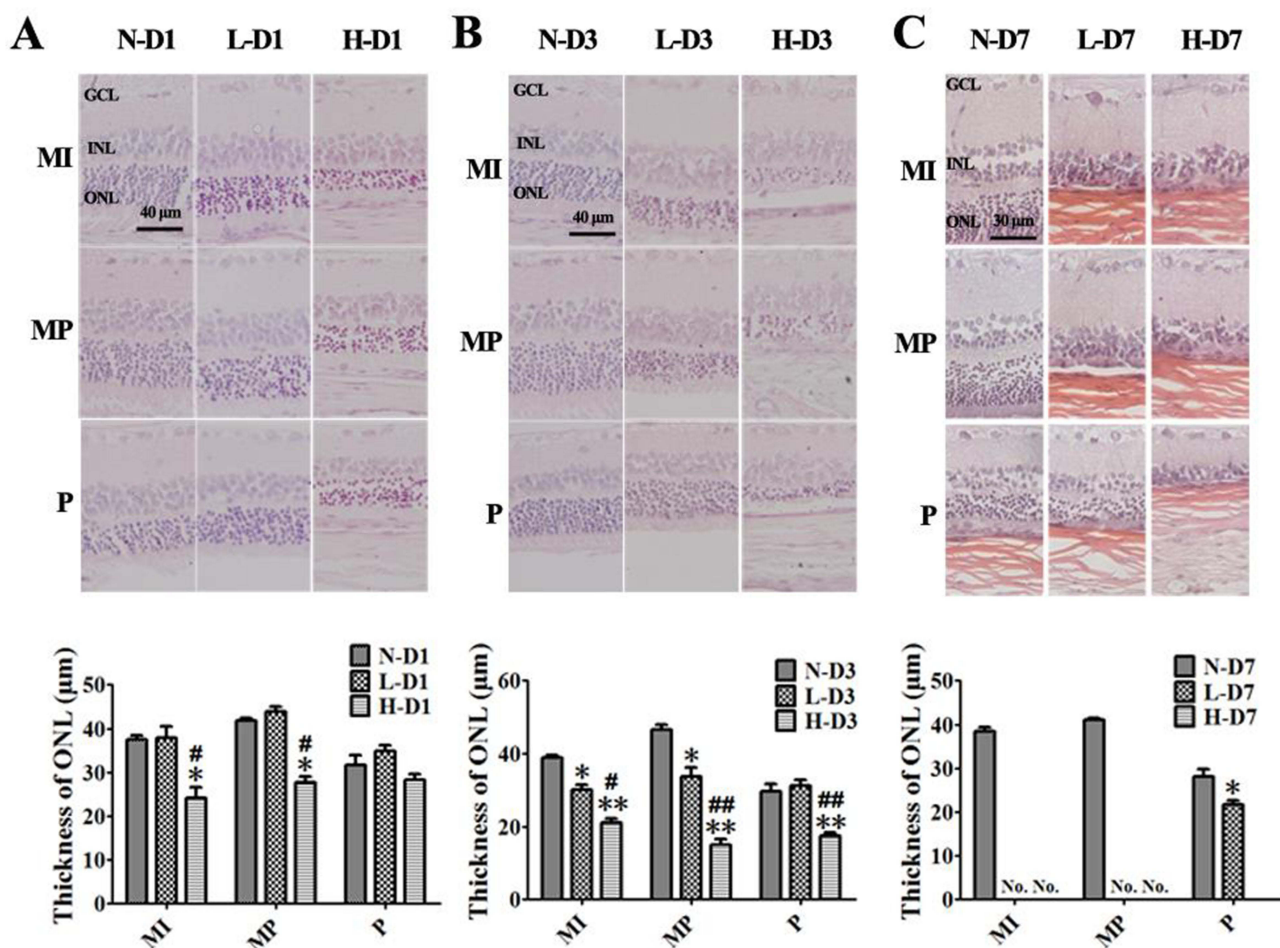 A
N-D1 L-D1 H-D1
MI
GCL
INL
ONL
40 μm
MP
P
B
N-D3 L-D3 H-D3
MI
GCL
INL
ONL
40 μm
MP
P
C
N-D7 L-D7 H-D7
MI
GCL
INL
ONL
30 μm
MP
P
Thickness of ONL (μm)
50
40
30
20
10
0
N-D1
L-D1
H-D1
#
*
#
*
MI MP P
Thickness of ONL (μm)
60
40
20
0
N-D3
L-D3
H-D3
*
#
**
*
##
**
##
**
MI MP P
Thickness of ONL (μm)
50
40
30
20
10
0
N-D7
L-D7
H-D7
No. No.
No. No.
*
MI MP P